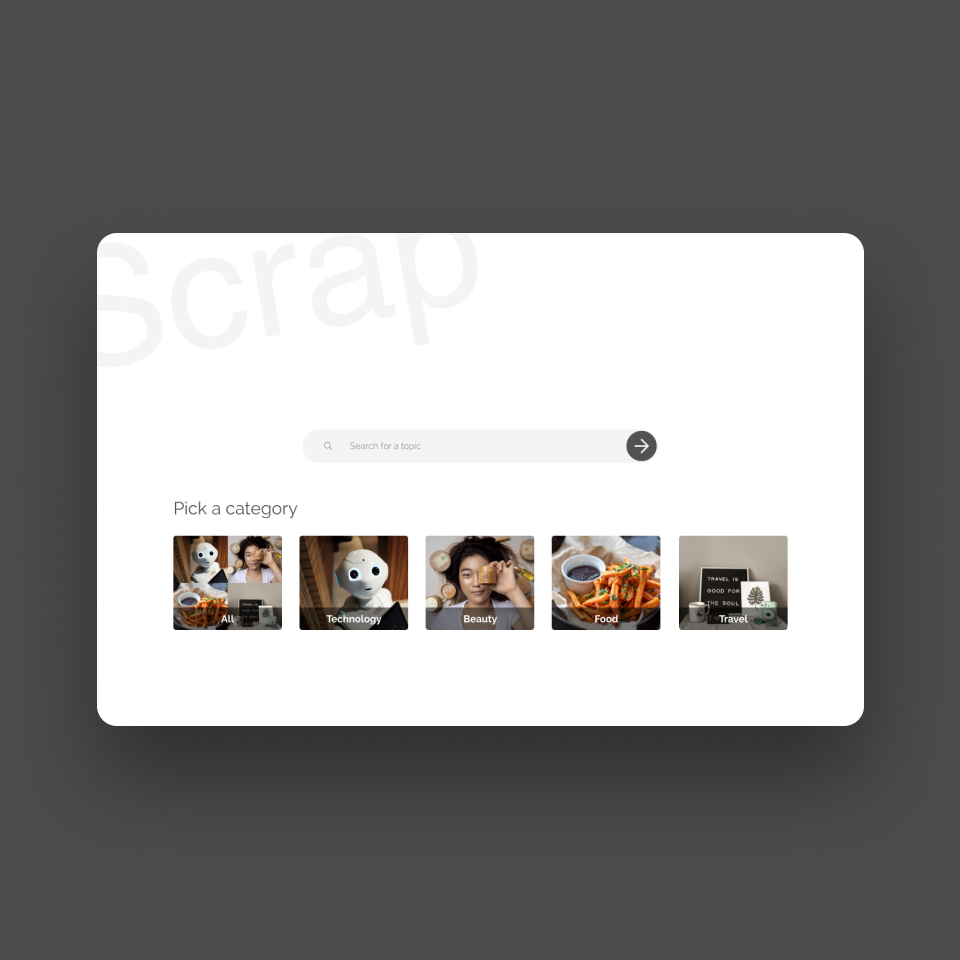 Scrap
Search for a topic
Pick a category
All
Technology
Beauty
Food
Travel
TRAVEL IS
GOOD FOR
THE SOUL